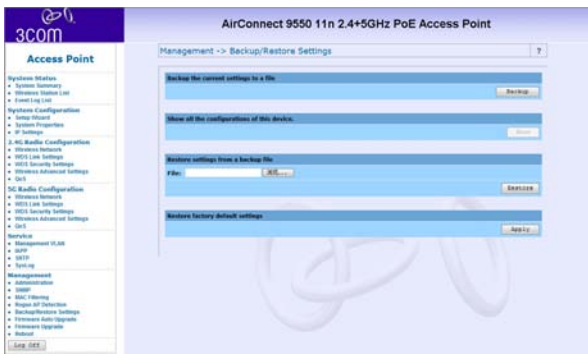 3COM
AirConnect 9550 11n 2.4+5GHz PoE Access Point
Access Point
System Status
System Summary
Wireless Station List
Event Log List
System Configuration
Setup Wizard
System Properties
IP Settings
2.4G Radio Configuration
Wireless Network
WDS Link Settings
WDS Security Settings
Wireless Advanced Settings
QoS
5G Radio Configuration
Wireless Network
WDS Link Settings
WDS Security Settings
Wireless Advanced Settings
QoS
Service
Management VLAN
IAPP
SNTP
SysLog
Management
Administration
SNMP
MAC Filtering
Rogue AP Detection
Backup/Restore Settings
Firmware Auto Upgrade
Firmware Upgrade
Reboot
Log Off
Management -> Backup/Restore Settings
?
Backup the current settings to a file
Backup
Show all the configurations of this device.
Restore settings from a backup file
File:
浏览...
Restore
Restore factory default settings
Apply